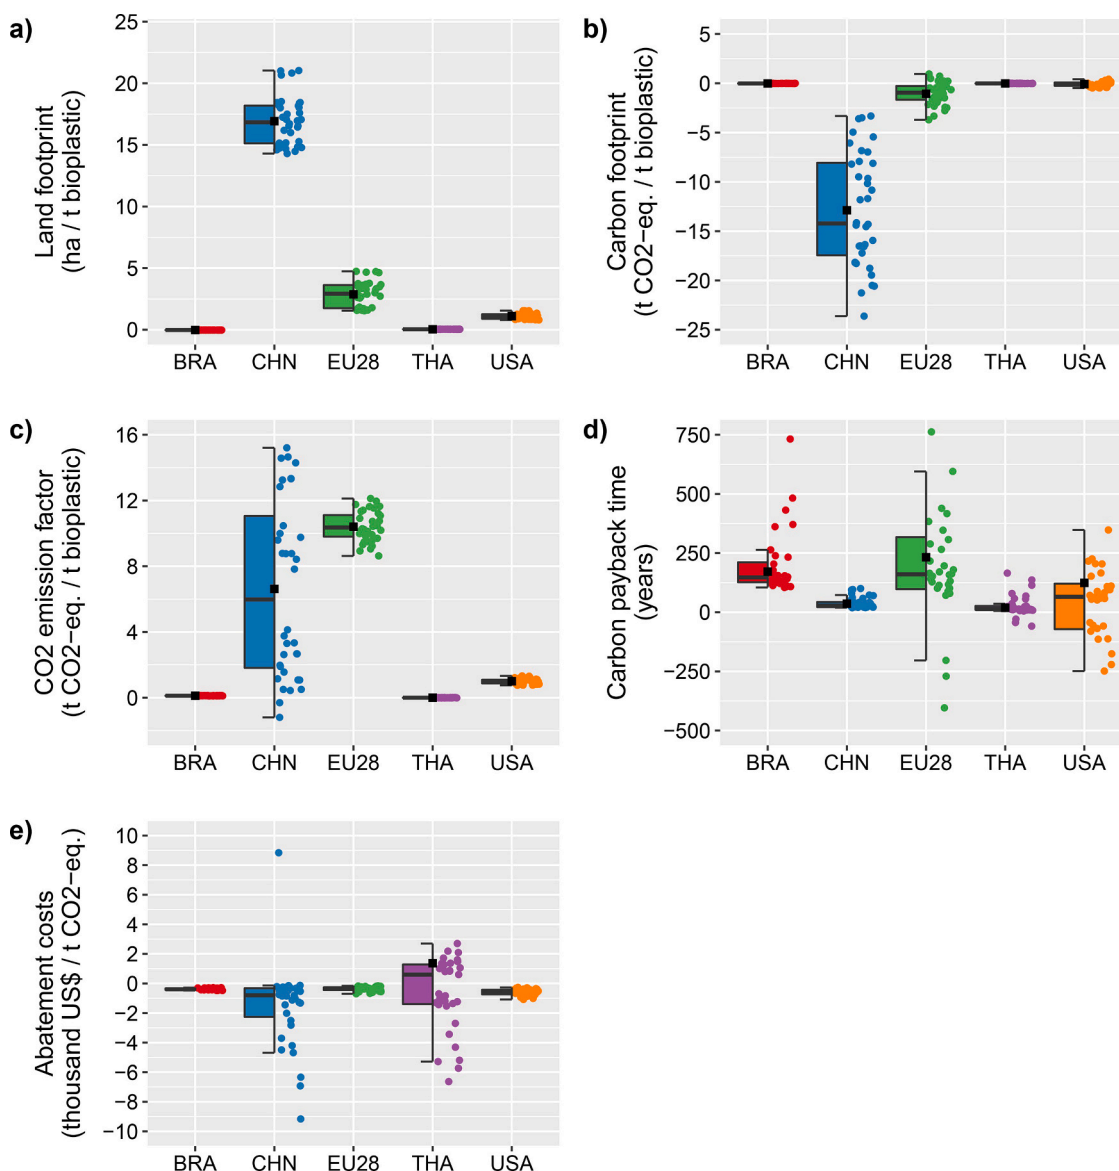 a)
Land footprint
(ha / t bioplastic)
25
20
15
10
5
0
BRA CHN EU28 THA USA
b)
Carbon footprint
(t CO2−eq. / t bioplastic)
5
0
−5
−10
−15
−20
−25
BRA CHN EU28 THA USA
c)
CO2 emission factor
(t CO2−eq. / t bioplastic)
16
12
8
4
0
BRA CHN EU28 THA USA
d)
Carbon payback time
(years)
750
500
250
0
−250
−500
BRA CHN EU28 THA USA
e)
Abatement costs
(thousand US$ / t CO2−eq.)
10
8
6
4
2
0
−2
−4
−6
−8
−10
BRA CHN EU28 THA USA